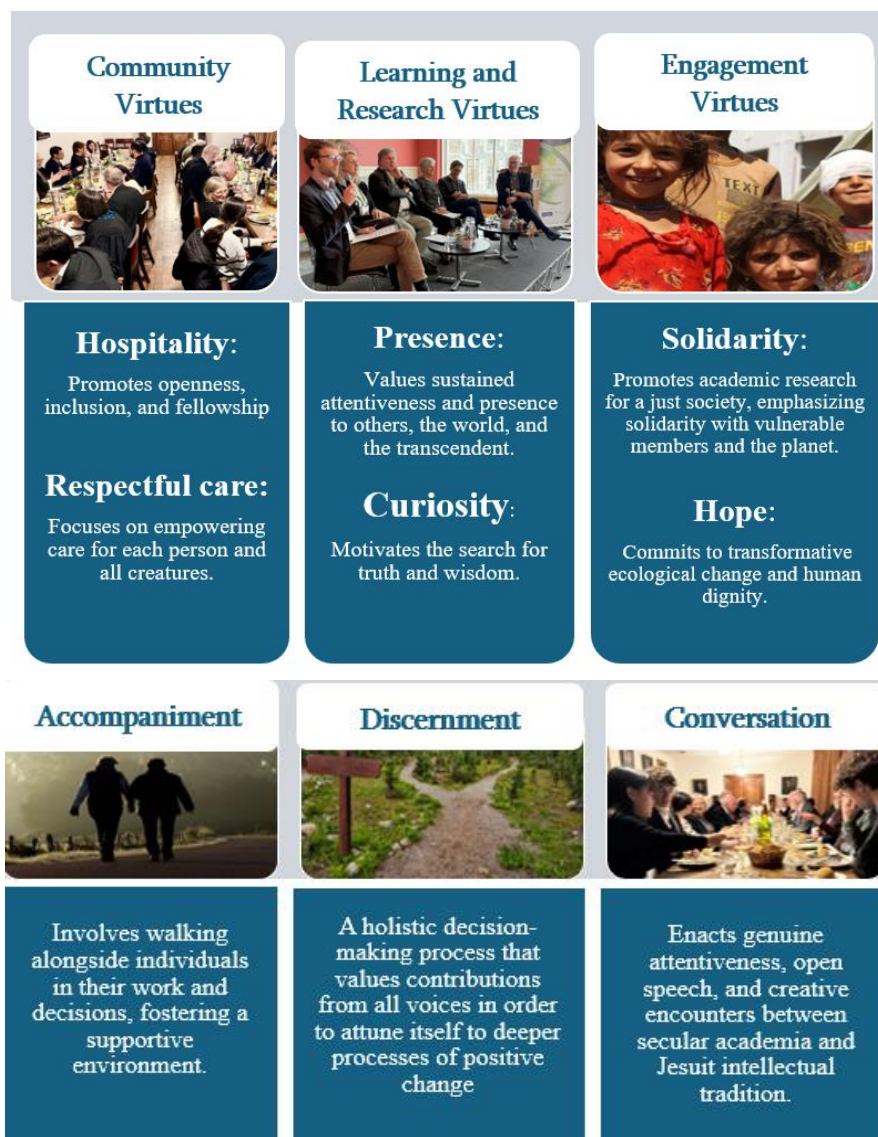 Community
Virtues
Hospitality:
Promotes openness,
inclusion, and fellowship
Respectful care:
Focuses on empowering
care for each person and
all creatures.
Learning and
Research Virtues
Presence:
Values sustained
attentiveness and presence
to others, the world, and
the transcendent.
Curiosity:
Motivates the search for
truth and wisdom.
Engagement
Virtues
TEXT
Solidarity:
Promotes academic research
for a just society, emphasizing
solidarity with vulnerable
members and the planet.
Hope:
Commits to transformative
ecological change and human
dignity.
Accompaniment
Involves walking
alongside individuals
in their work and
decisions, fostering a
supportive
environment.
Discernment
A holistic decision-
making process that
values contributions
from all voices in order
to attune itself to deeper
processes of positive
change
Conversation
Enacts genuine
attentiveness, open
speech, and creative
encounters between
secular academia and
Jesuit intellectual
tradition.